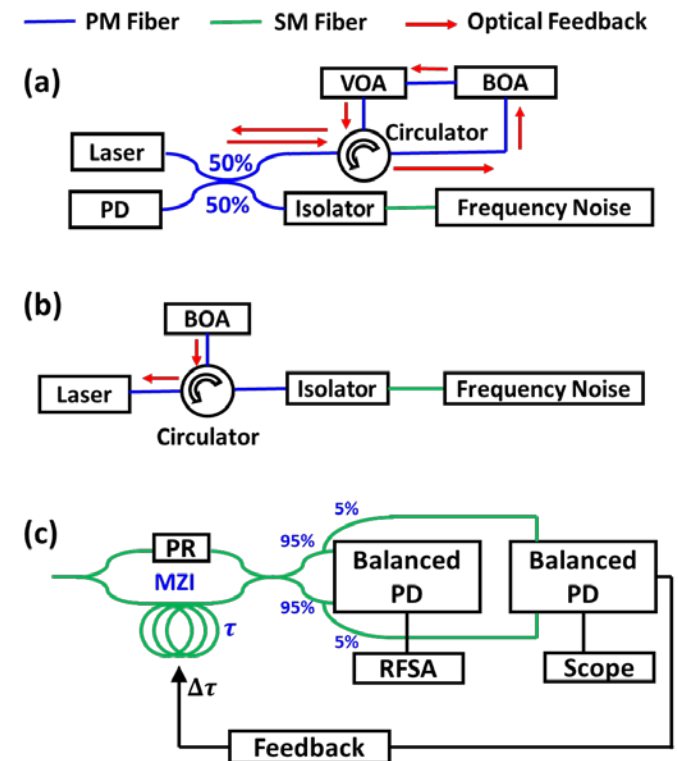 PM Fiber SM Fiber Optical Feedback
(a)
VOA BOA
Circulator
Laser
50%
PD
50%
Isolator
Frequency Noise
(b)
BOA
Laser
Isolator
Frequency Noise
Circulator
(c)
5%
PR
95%
MZI
Balanced
PD
Balanced
PD
95%
τ
5%
RFSA
Scope
Δτ
Feedback